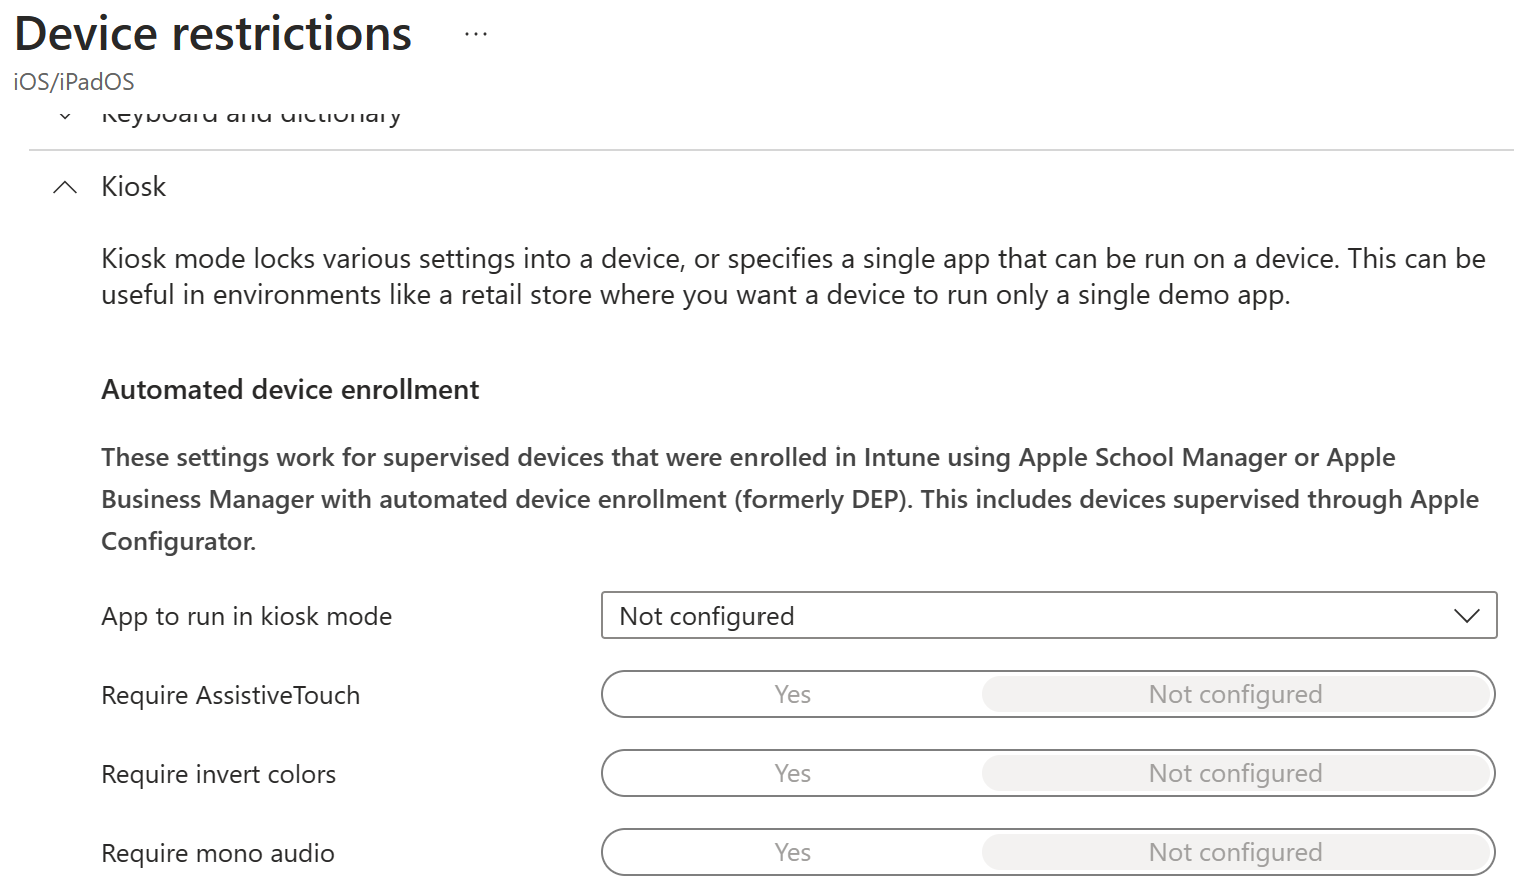 Device restrictions ...
iOS/iPadOS
Keyboard and dictionary
Kiosk
Kiosk mode locks various settings into a device, or specifies a single app that can be run on a device. This can be
useful in environments like a retail store where you want a device to run only a single demo app.
Automated device enrollment
These settings work for supervised devices that were enrolled in Intune using Apple School Manager or Apple
Business Manager with automated device enrollment (formerly DEP). This includes devices supervised through Apple
Configurator.
App to run in kiosk mode Not configured
Require AssistiveTouch Yes Not configured
Require invert colors Yes Not configured
Require mono audio Yes Not configured